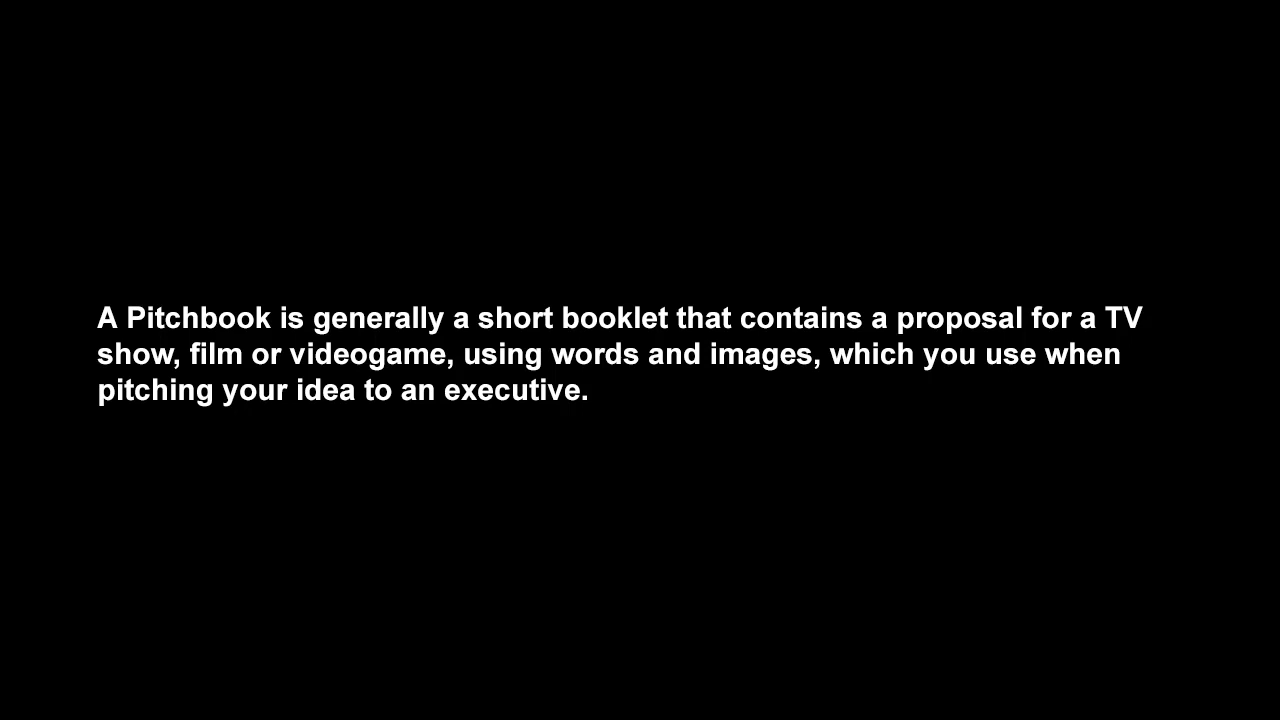 A Pitchbook is generally a short booklet that contains a proposal for a TV
show, film or videogame, using words and images, which you use when
pitching your idea to an executive.